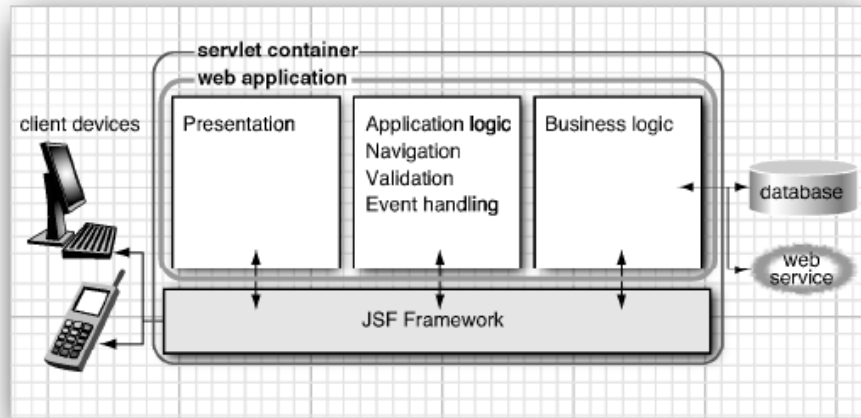 servlet container
web application
client devices
Presentation
Application logic
Navigation
Validation
Event handling
Business logic
database
web
service
JSF Framework